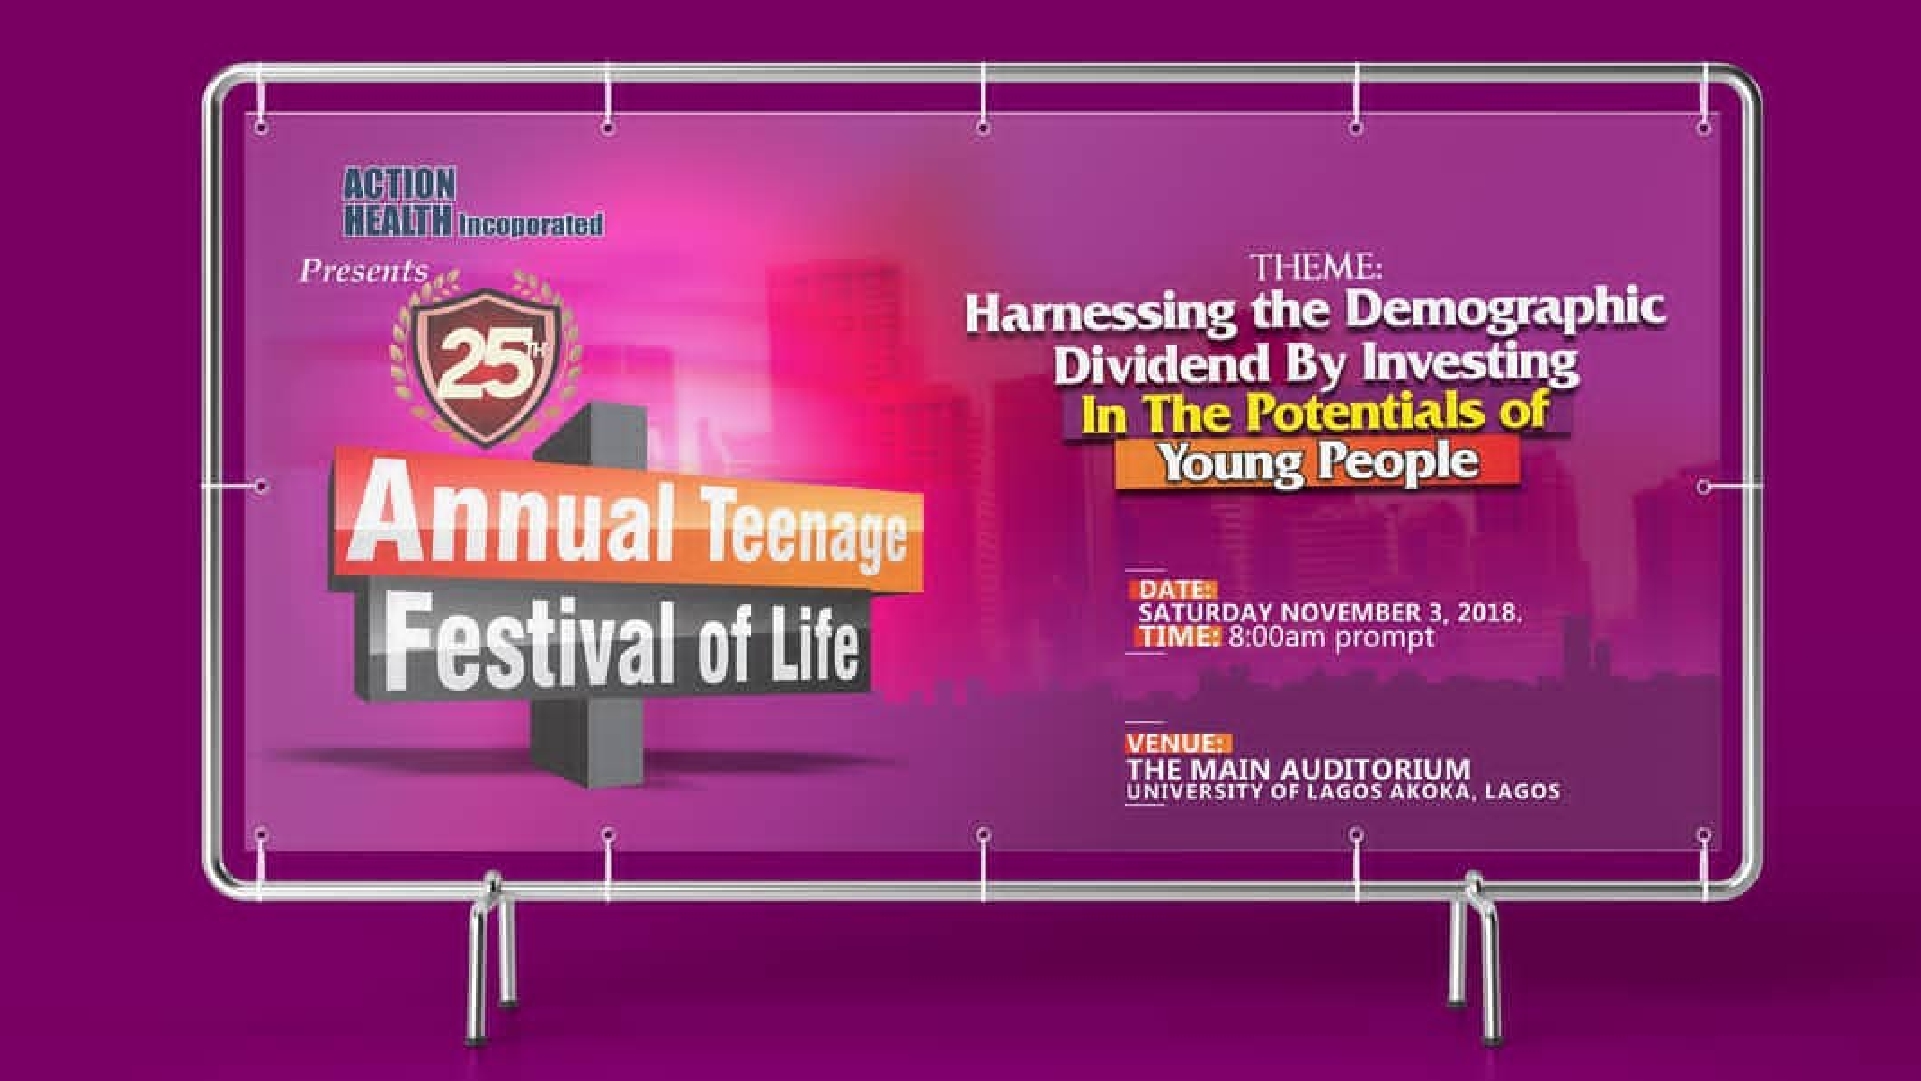 ACTION
HEALTH Incoporated
Presents
25TH
Annual Teenage
Festival of Life
THEME:
Harnessing the Demographic
Dividend By Investing
In The Potentials of
Young People
DATE:
SATURDAY NOVEMBER 3, 2018.
TIME: 8:00am prompt
VENUE:
THE MAIN AUDITORIUM
UNIVERSITY OF LAGOS AKOKA, LAGOS